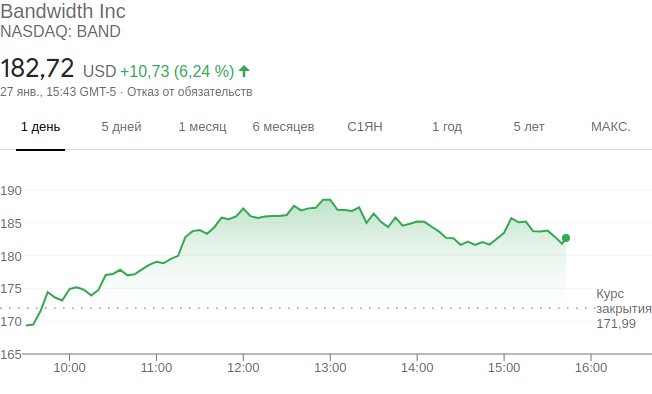 Bandwidth Inc
NASDAQ: BAND
182,72 USD +10,73 (6,24 %)
27 янв., 15:43 GMT-5 · Отказ от обязательств
1 день 5 дней 1 месяц 6 месяцев С1ЯН 1 год 5 лет МАКС.
190
185
180
175
170
165
Курс
закрытия
171,99
10:00 11:00 12:00 13:00 14:00 15:00 16:00